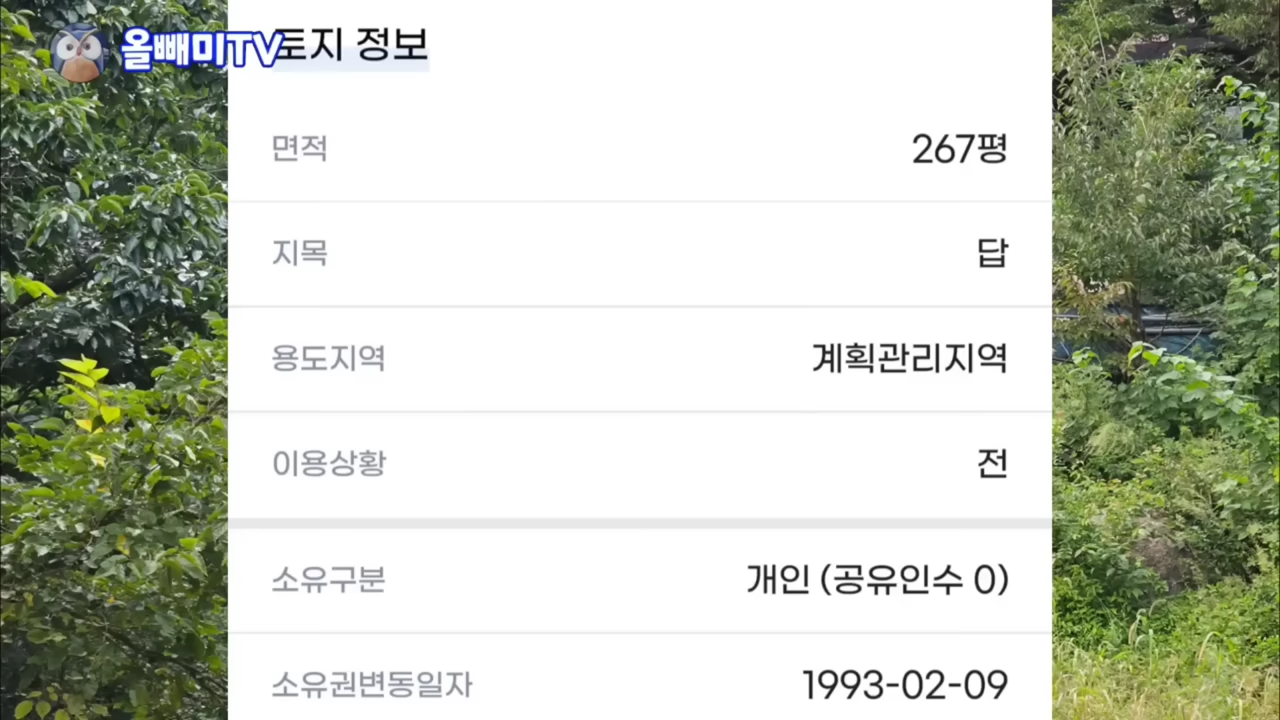 올빼미TV
토지 정보
면적 267평
지목 답
용도지역 계획관리지역
이용상황 전
소유구분 개인 (공유인수 0)
소유권변동일자 1993-02-09